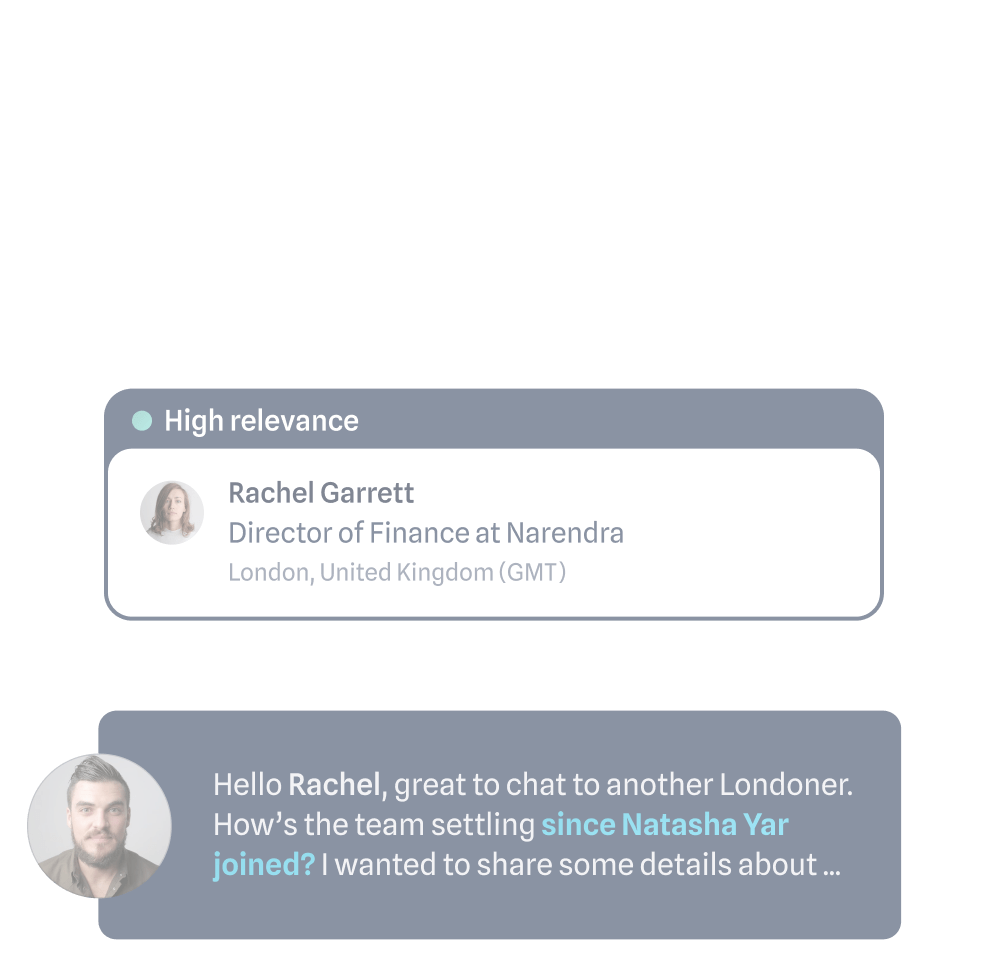 High relevance
Rachel Garrett
Director of Finance at Narendra
London, United Kingdom (GMT)
Hello Rachel, great to chat to another Londoner.
How’s the team settling since Natasha Yar
joined? I wanted to share some details about ...